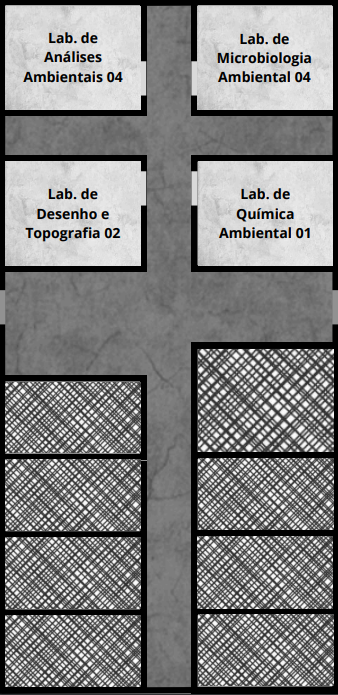 Lab. de
Análises
Ambientais 04
Lab. de
Microbiologia
Ambiental 04
Lab. de
Desenho e
Topografia 02
Lab. de
Química
Ambiental 01